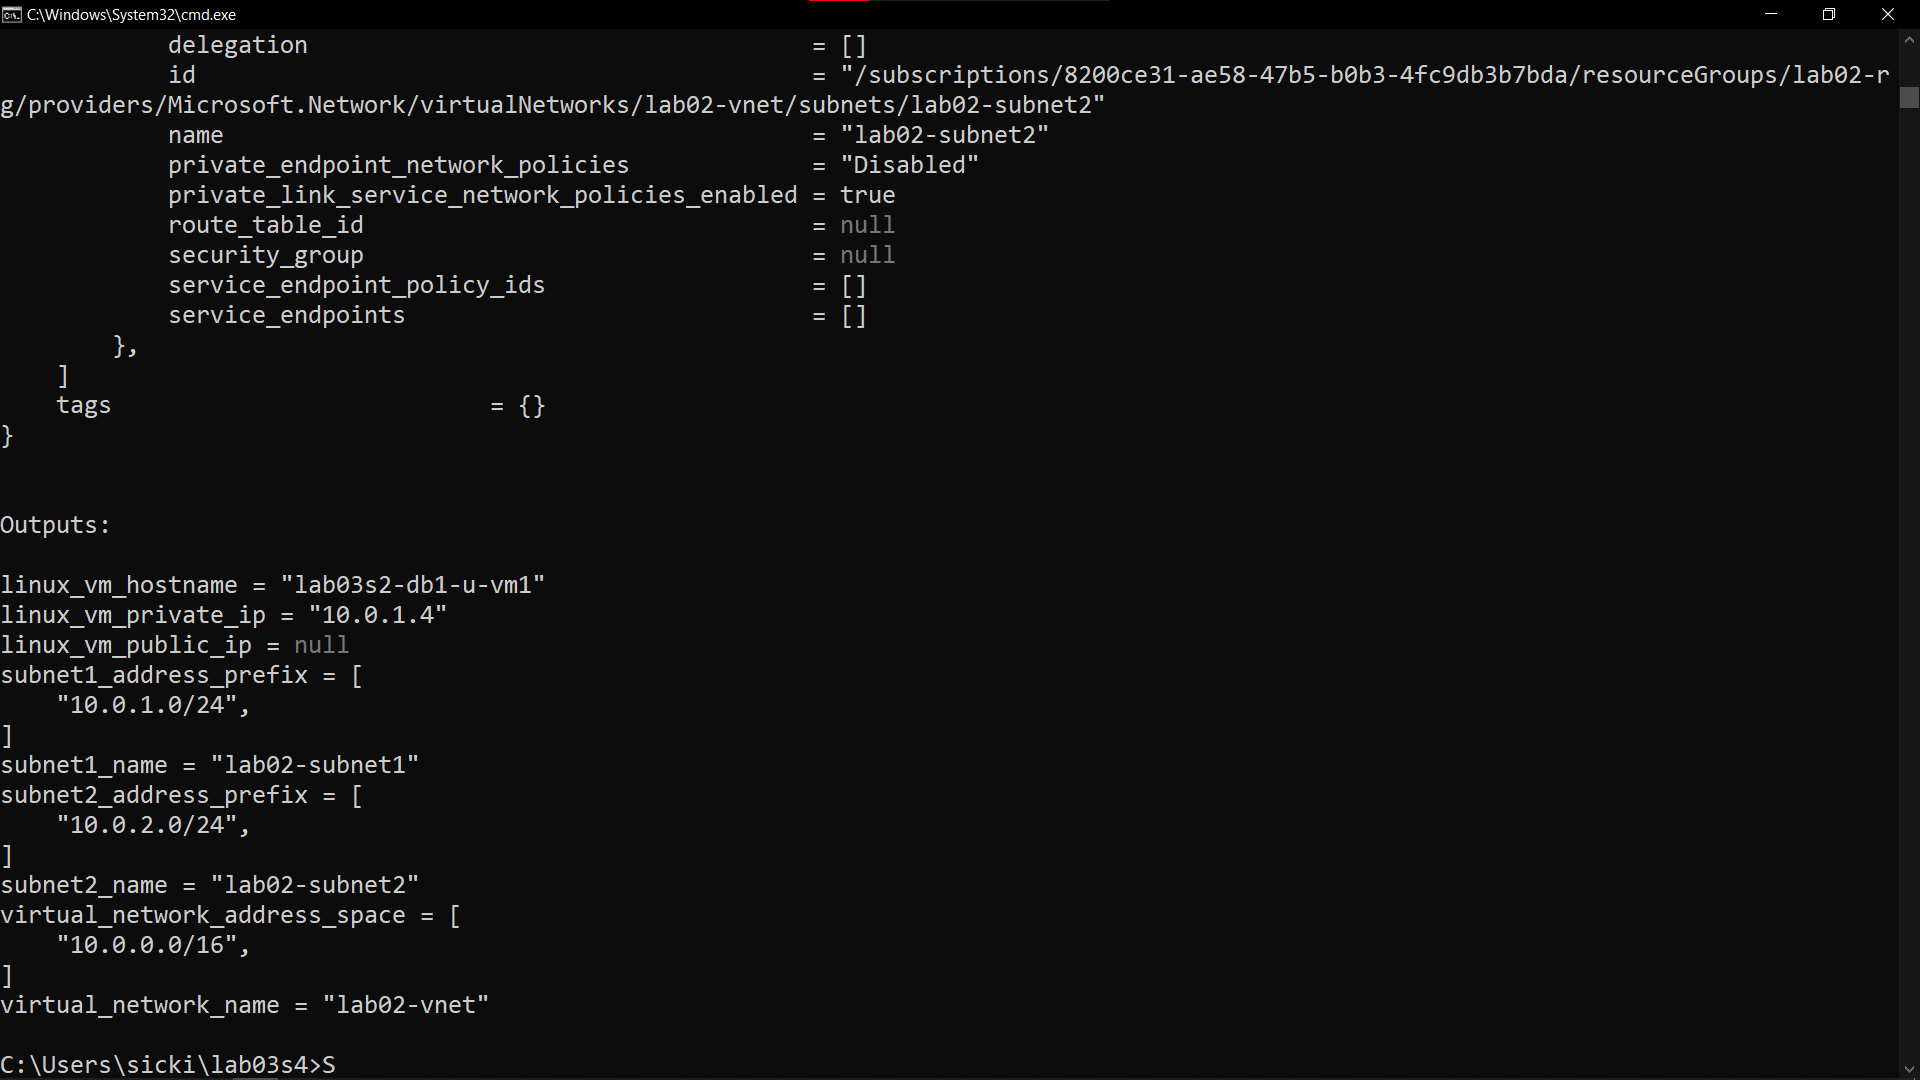 C:\Windows\System32\cmd.exe
delegation = []
id = "/subscriptions/8200ce31-ae58-47b5-b0b3-4fc9db3b7bda/resourceGroups/lab02-r
g/providers/Microsoft.Network/virtualNetworks/lab02-vnet/subnets/lab02-subnet2"
name = "lab02-subnet2"
private_endpoint_network_policies = "Disabled"
private_link_service_network_policies_enabled = true
route_table_id = null
security_group = null
service_endpoint_policy_ids = []
service_endpoints = []
},
]
tags = {}
}
Outputs:
linux_vm_hostname = "lab03s2-db1-u-vm1"
linux_vm_private_ip = "10.0.1.4"
linux_vm_public_ip = null
subnet1_address_prefix = [
"10.0.1.0/24",
]
subnet1_name = "lab02-subnet1"
subnet2_address_prefix = [
"10.0.2.0/24",
]
subnet2_name = "lab02-subnet2"
virtual_network_address_space = [
"10.0.0.0/16",
]
virtual_network_name = "lab02-vnet"
C:\Users\sicki\lab03s4>S